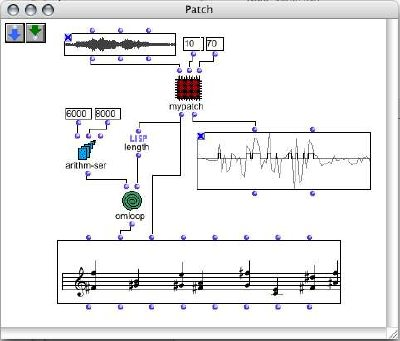 Patch
10 70
mypatch
6000 8000
LISP
length
arithm-ser
omloop